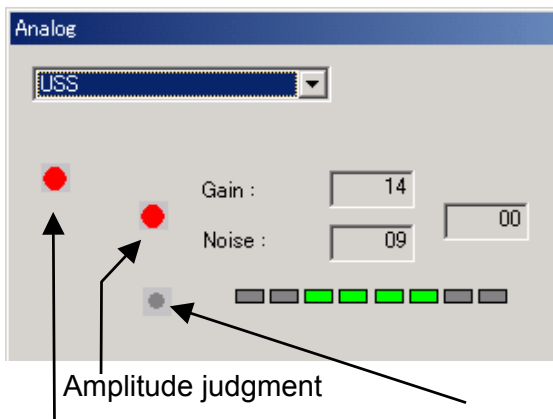 Analog
USS
Gain : 14
00
Noise : 09
Amplitude judgment